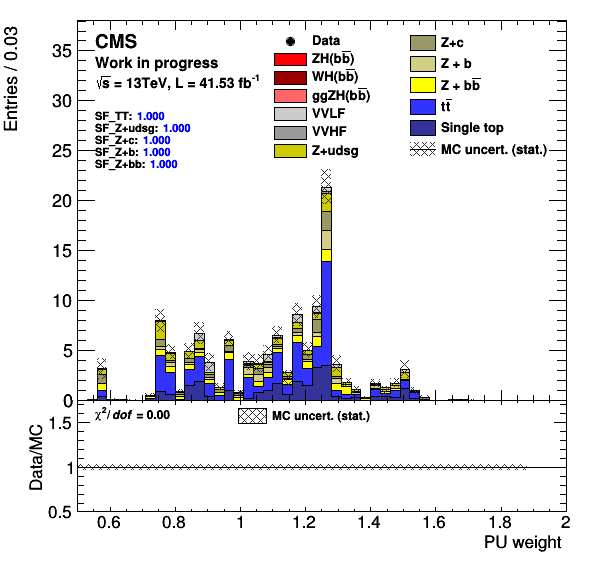 CMS
Work in progress
√s = 13TeV, L = 41.53 fb⁻¹
SF_TT: 1.000
SF_Z+udsg: 1.000
SF_Z+c: 1.000
SF_Z+b: 1.000
SF_Z+bb: 1.000
Data
ZH(bb̅)
WH(bb̅)
ggZH(bb̅)
VVLF
VVHF
Z+udsg
Z+c
Z + b
Z + bb̅
tt̅
Single top
MC uncert. (stat.)
Entries / 0.03
35
30
25
20
15
10
5
0
χ²/dof = 0.00
MC uncert. (stat.)
Data/MC
1.5
1
0.5
0.6 0.8 1 1.2 1.4 1.6 1.8 2
PU weight